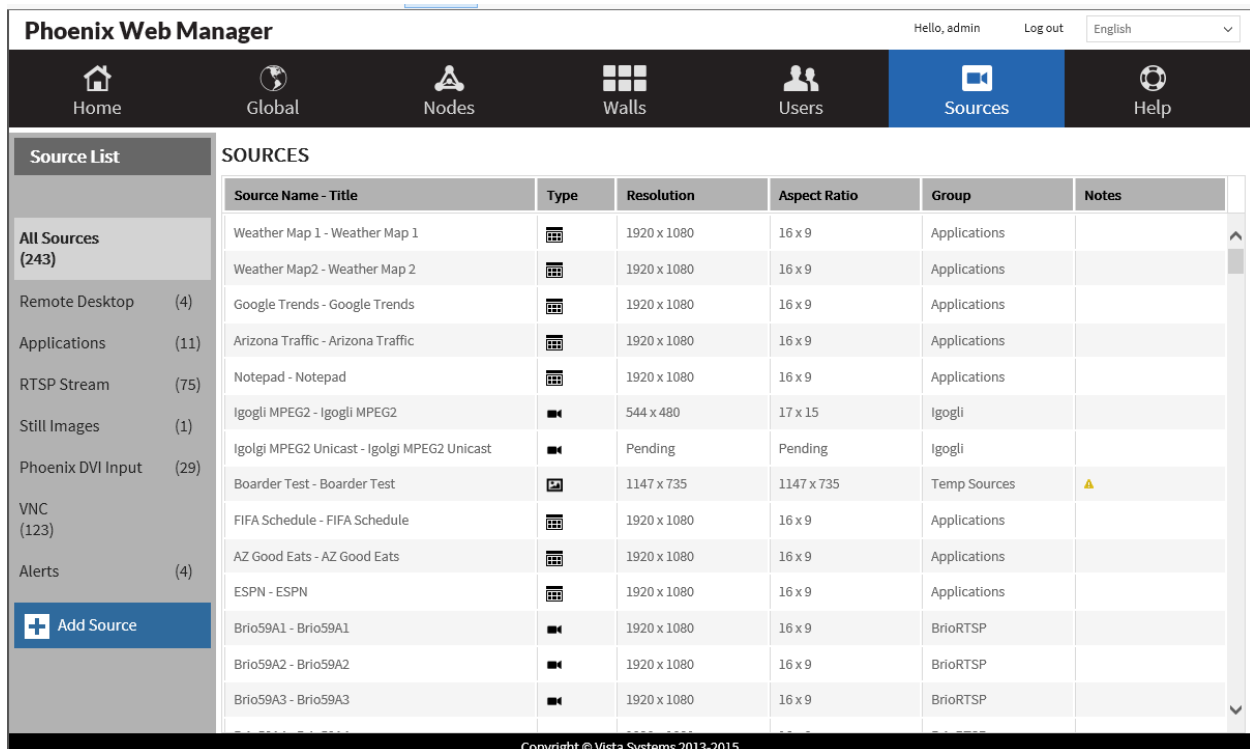 Phoenix Web Manager
Hello, admin
Log out
English
Home
Global
Nodes
Walls
Users
Sources
Help
Source List
All Sources
(243)
Remote Desktop (4)
Applications (11)
RTSP Stream (75)
Still Images (1)
Phoenix DVI Input (29)
VNC
(123)
Alerts (4)
Add Source
SOURCES
Source Name - Title Type Resolution Aspect Ratio Group Notes
Weather Map 1 - Weather Map 1 1920 x 1080 16 x 9 Applications
Weather Map2 - Weather Map 2 1920 x 1080 16 x 9 Applications
Google Trends - Google Trends 1920 x 1080 16 x 9 Applications
Arizona Traffic - Arizona Traffic 1920 x 1080 16 x 9 Applications
Notepad - Notepad 1920 x 1080 16 x 9 Applications
Igogli MPEG2 - Igogli MPEG2 544 x 480 17 x 15 Igogli
Igolgi MPEG2 Unicast - Igolgi MPEG2 Unicast Pending Pending Igogli
Boarder Test - Boarder Test 1147 x 735 1147 x 735 Temp Sources
FIFA Schedule - FIFA Schedule 1920 x 1080 16 x 9 Applications
AZ Good Eats - AZ Good Eats 1920 x 1080 16 x 9 Applications
ESPN - ESPN 1920 x 1080 16 x 9 Applications
Brio59A1 - Brio59A1 1920 x 1080 16 x 9 BrioRTSP
Brio59A2 - Brio59A2 1920 x 1080 16 x 9 BrioRTSP
Brio59A3 - Brio59A3 1920 x 1080 16 x 9 BrioRTSP
Copyright © Vista Systems 2013-2015